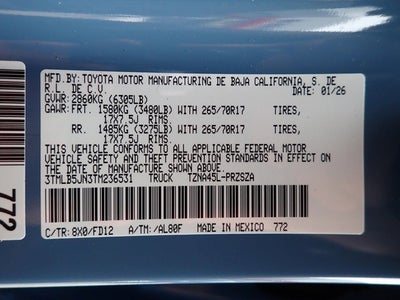 MFD.BY:TOYOTA MOTOR MANUFACTURING DE BAJA CALIFORNIA, S. DE
R.L. DE C.V. DATE: 01/26
GVWR: 2860KG (6305LB)
GAWR: FRT. 1580KG (3480LB) WITH 265/70R17 TIRES,
17X7.5J RIMS,
RR. 1485KG (3275LB) WITH 265/70R17 TIRES,
17X7.5J RIMS,
THIS VEHICLE CONFORMS TO ALL APPLICABLE FEDERAL MOTOR
VEHICLE SAFETY AND THEFT PREVENTION STANDARDS IN EFFECT
ON THE DATE OF MANUFACTURE SHOWN ABOVE.
3TMLB5JN3TM236531 TRUCK TZNA45L-PRZSZA
C/TR:8X0/FD12 A/TM:/AL80F MADE IN MEXICO 772
772